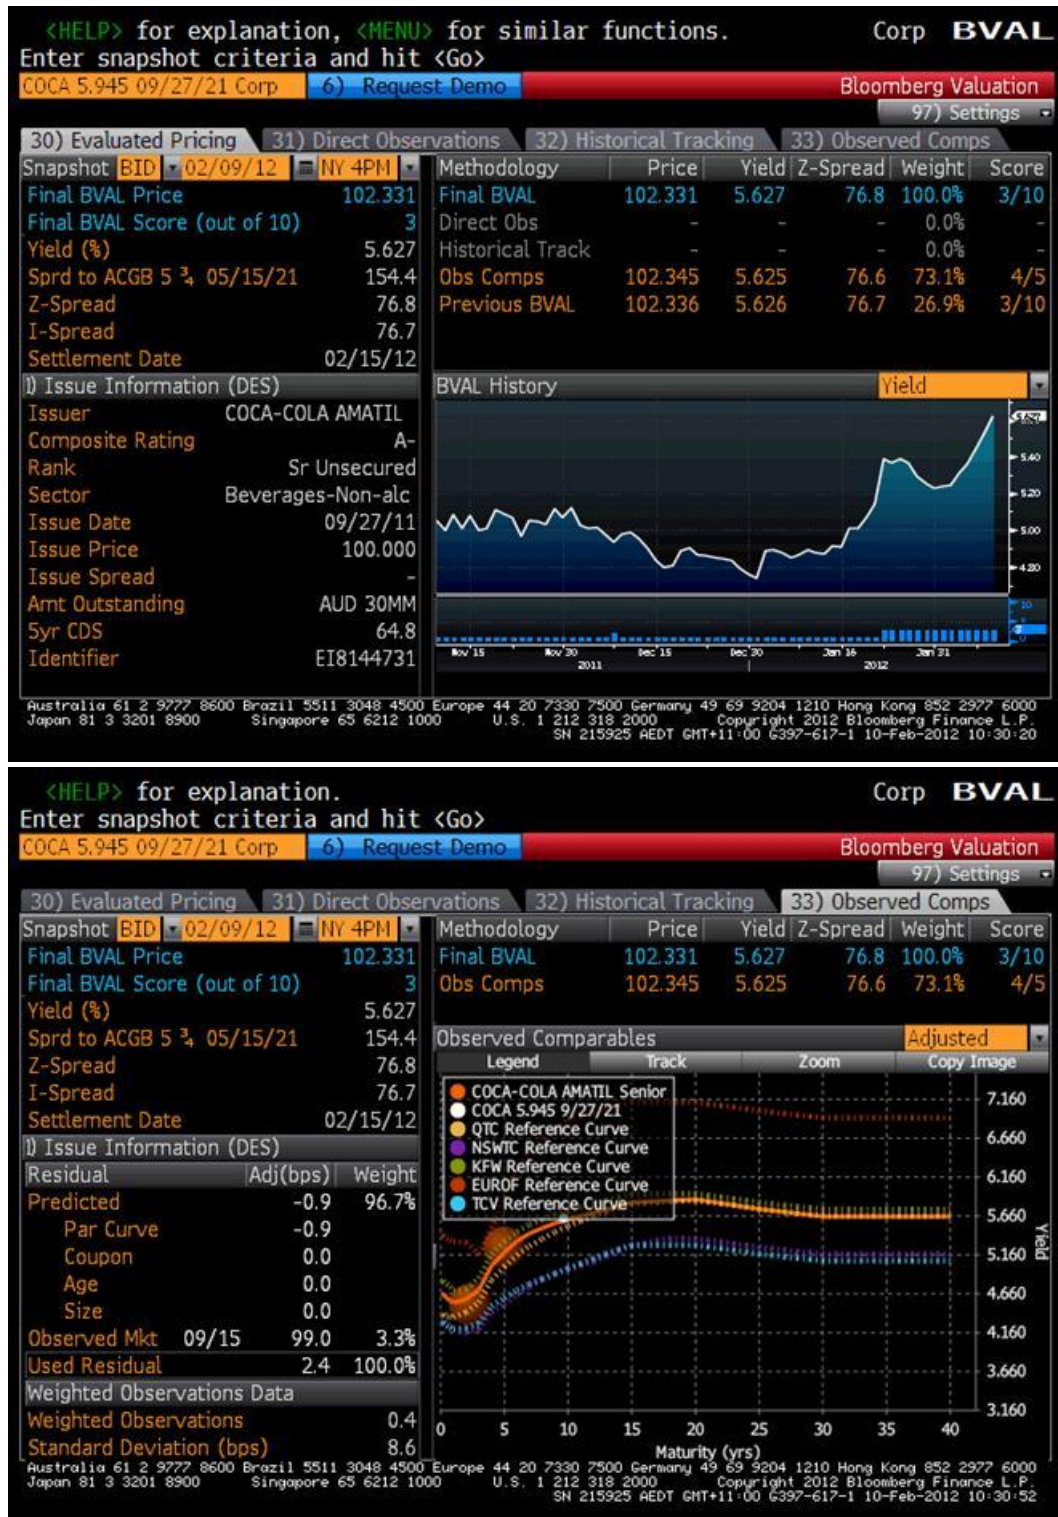 <HELP> for explanation, <MENU> for similar functions. Corp BVAL
Enter snapshot criteria and hit <Go>
COCA 5.945 09/27/21 Corp 6) Request Demo Bloomberg Valuation
97) Settings
30) Evaluated Pricing 31) Direct Observations 32) Historical Tracking 33) Observed Comps
Snapshot BID 02/09/12 NY 4PM Methodology Price Yield Z-Spread Weight Score
Final BVAL Price 102.331 Final BVAL 102.331 5.627 76.8 100.0% 3/10
Final BVAL Score (out of 10) 3 Direct Obs - - - 0.0% -
Yield (%) 5.627 Historical Track - - - 0.0% -
Sprd to ACGB 5 ¾ 05/15/21 154.4 Obs Comps 102.345 5.625 76.6 73.1% 4/5
Z-Spread 76.8 Previous BVAL 102.336 5.626 76.7 26.9% 3/10
I-Spread 76.7
Settlement Date 02/15/12
1) Issue Information (DES) BVAL History Yield
Issuer COCA-COLA AMATIL
Composite Rating A-
Rank Sr Unsecured
Sector Beverages-Non-alc
Issue Date 09/27/11
Issue Price 100.000
Issue Spread -
Amt Outstanding AUD 30MM
5yr CDS 64.8
Identifier EI8144731
5.627
5.40
5.20
5.00
4.80
10
Nov 15 Nov 30 Dec 15 Dec 30 Jan 16 Jan 31
2011 2012
Australia 61 2 9777 8600 Brazil 5511 3048 4500 Europe 44 20 7330 7500 Germany 49 69 9204 1210 Hong Kong 852 2977 6000
Japan 81 3 3201 8900 Singapore 65 6212 1000 U.S. 1 212 318 2000 Copyright 2012 Bloomberg Finance L.P.
SN 215925 AEDT GMT+11:00 G397-617-1 10-Feb-2012 10:30:20
<HELP> for explanation. Corp BVAL
Enter snapshot criteria and hit <Go>
COCA 5.945 09/27/21 Corp 6) Request Demo Bloomberg Valuation
97) Settings
30) Evaluated Pricing 31) Direct Observations 32) Historical Tracking 33) Observed Comps
Snapshot BID 02/09/12 NY 4PM Methodology Price Yield Z-Spread Weight Score
Final BVAL Price 102.331 Final BVAL 102.331 5.627 76.8 100.0% 3/10
Final BVAL Score (out of 10) 3 Obs Comps 102.345 5.625 76.6 73.1% 4/5
Yield (%) 5.627
Sprd to ACGB 5 ¾ 05/15/21 154.4 Observed Comparables Adjusted
Z-Spread 76.8 Legend Track Zoom Copy Image
I-Spread 76.7
Settlement Date 02/15/12
1) Issue Information (DES)
Residual Adj(bps) Weight
Predicted -0.9 96.7%
Par Curve -0.9
Coupon 0.0
Age 0.0
Size 0.0
Observed Mkt 09/15 99.0 3.3%
Used Residual 2.4 100.0%
Weighted Observations Data
Weighted Observations 0.4
Standard Deviation (bps) 8.6
COCA-COLA AMATIL Senior
COCA 5.945 9/27/21
QTC Reference Curve
NSWTC Reference Curve
KFW Reference Curve
EUROF Reference Curve
TCV Reference Curve
7.160
6.660
6.160
5.660
5.160
4.660
4.160
3.660
3.160
Yield
0 5 10 15 20 25 30 35 40
Maturity (yrs)
Australia 61 2 9777 8600 Brazil 5511 3048 4500 Europe 44 20 7330 7500 Germany 49 69 9204 1210 Hong Kong 852 2977 6000
Japan 81 3 3201 8900 Singapore 65 6212 1000 U.S. 1 212 318 2000 Copyright 2012 Bloomberg Finance L.P.
SN 215925 AEDT GMT+11:00 G397-617-1 10-Feb-2012 10:30:52